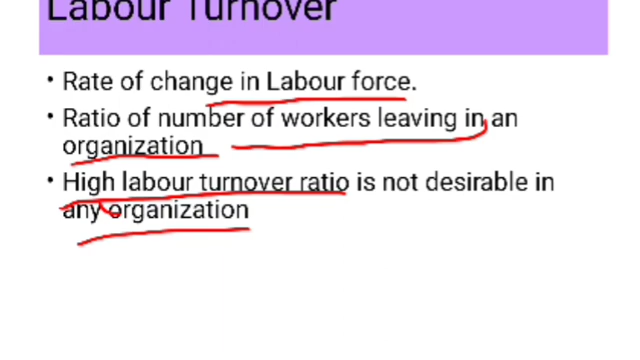 Labour Turnover
• Rate of change in Labour force.
• Ratio of number of workers leaving in an
organization
• High labour turnover ratio is not desirable in
any organization